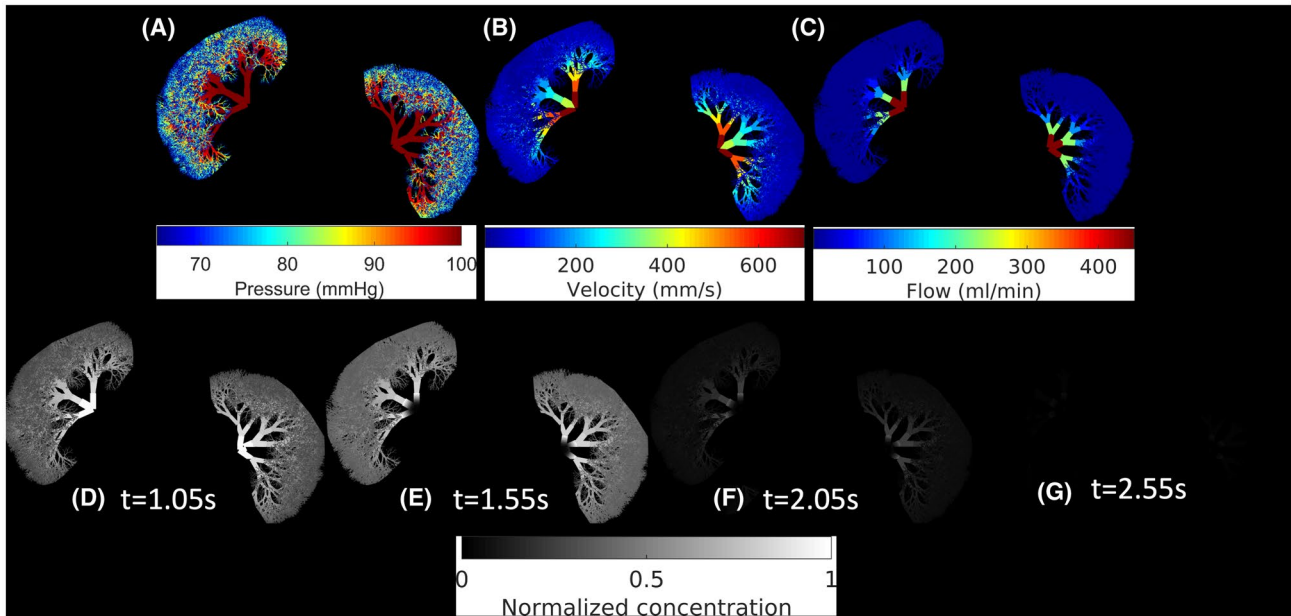 (A) (B) (C)
70 80 90 100
Pressure (mmHg)
200 400 600
Velocity (mm/s)
100 200 300 400
Flow (ml/min)
(D) t=1.05s (E) t=1.55s (F) t=2.05s (G) t=2.55s
0 0.5 1
Normalized concentration